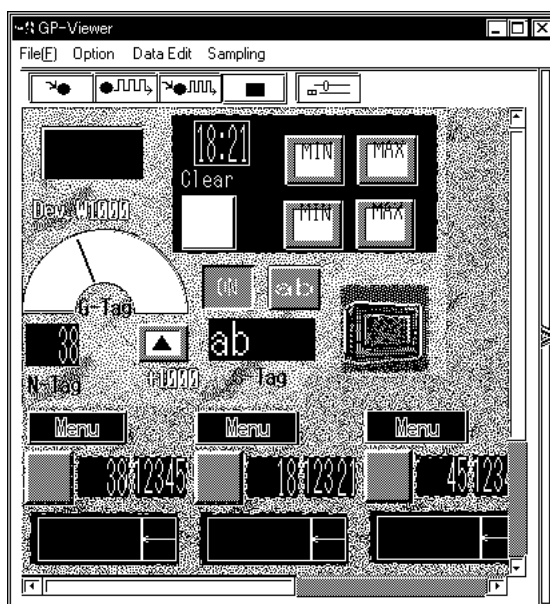 GP-Viewer
File(F) Option Data Edit Sampling
18:21
MIN MAX
Clear
Dev:W1000
MIN MAX
G-Tag
ON ab
38
ab
N-Tag +1000 S-Tag
Menu Menu Menu
38 12345 18 12321 45 1234